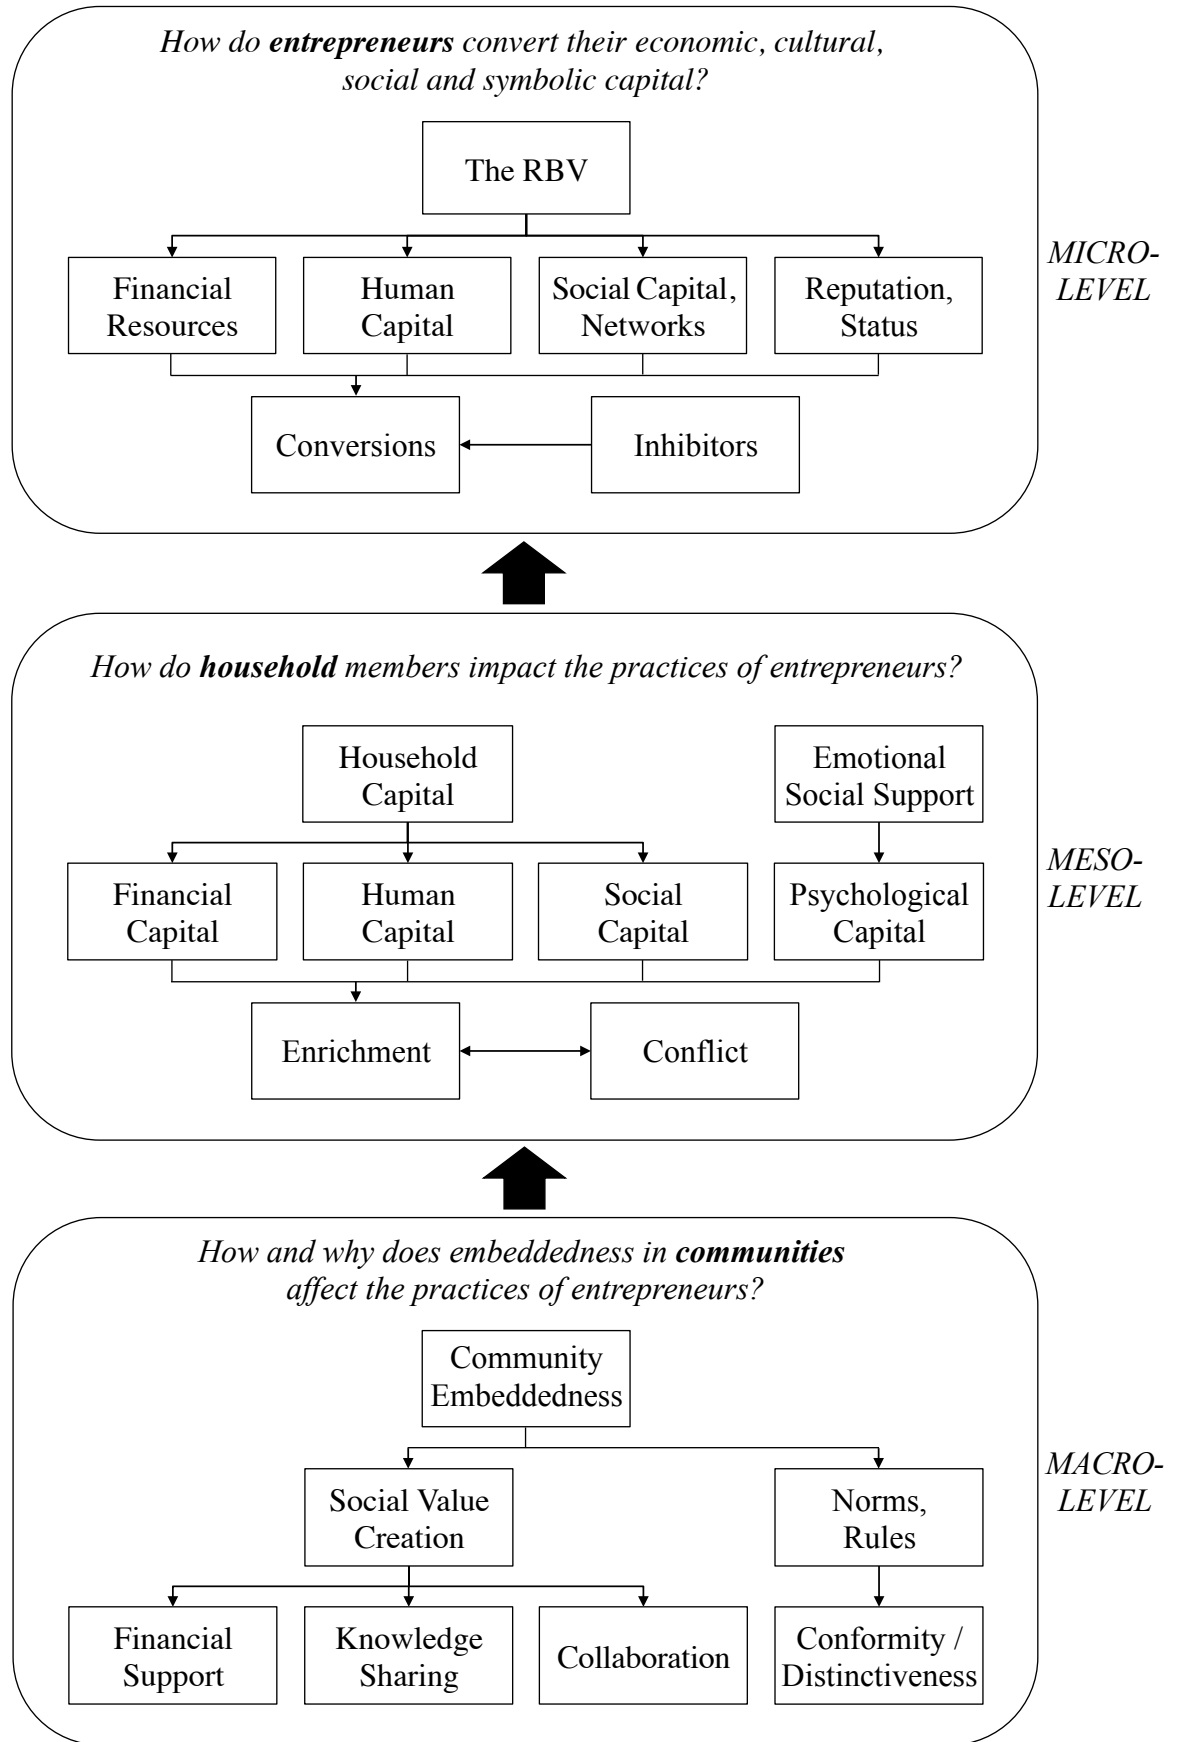 How do entrepreneurs convert their economic, cultural,
social and symbolic capital?
The RBV
Financial
Resources
Human
Capital
Social Capital,
Networks
Reputation,
Status
Conversions
Inhibitors
MICRO-
LEVEL
How do household members impact the practices of entrepreneurs?
Household
Capital
Emotional
Social Support
Financial
Capital
Human
Capital
Social
Capital
Psychological
Capital
Enrichment
Conflict
MESO-
LEVEL
How and why does embeddedness in communities
affect the practices of entrepreneurs?
Community
Embeddedness
Social Value
Creation
Norms,
Rules
Financial
Support
Knowledge
Sharing
Collaboration
Conformity /
Distinctiveness
MACRO-
LEVEL